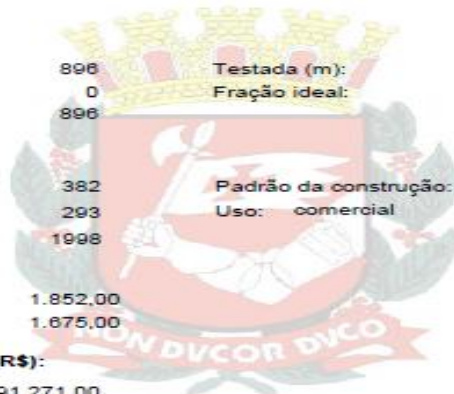 896 Testada (m):
0 Fração ideal:
896
382 Padrão da construção:
293 Uso: comercial
1998
1.852,00
1.675,00
NON DVCOR DVCO
R$):
91.271,00